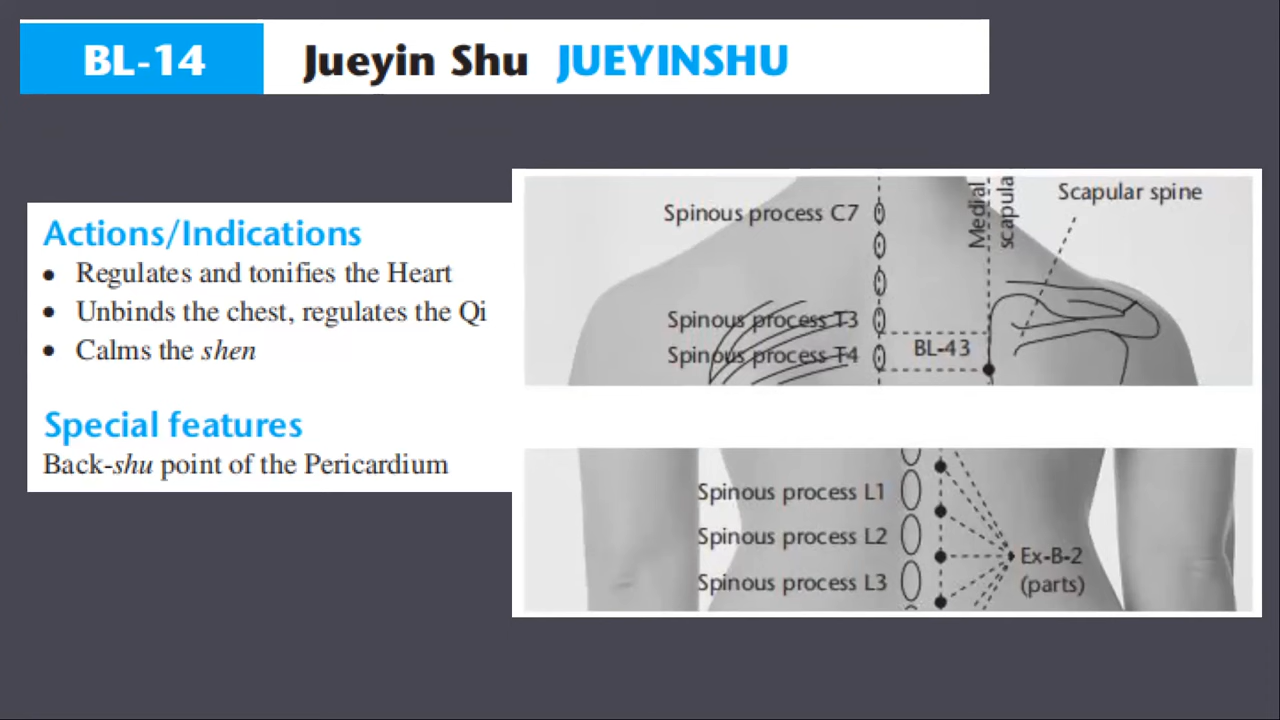 BL-14
Jueyin Shu JUEYINSHU
Actions/Indications
• Regulates and tonifies the Heart
• Unbinds the chest, regulates the Qi
• Calms the shen
Special features
Back-shu point of the Pericardium
Spinous process C7
Medial
scapula
Scapular spine
Spinous process T3
Spinous process T4
BL-43
Spinous process L1
Spinous process L2
Spinous process L3
Ex-B-2
(parts)